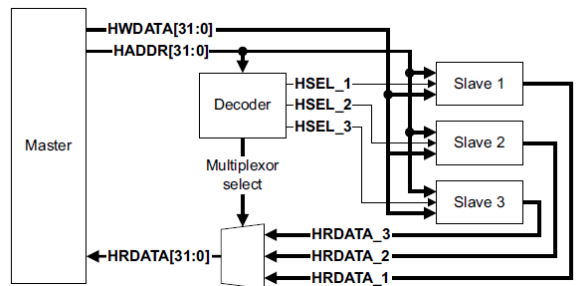 HWDATA[31:0]
HADDR[31:0]
Master
Decoder
HSEL_1
HSEL_2
HSEL_3
Slave 1
Slave 2
Slave 3
Multiplexor
select
HRDATA[31:0]
HRDATA_3
HRDATA_2
HRDATA_1